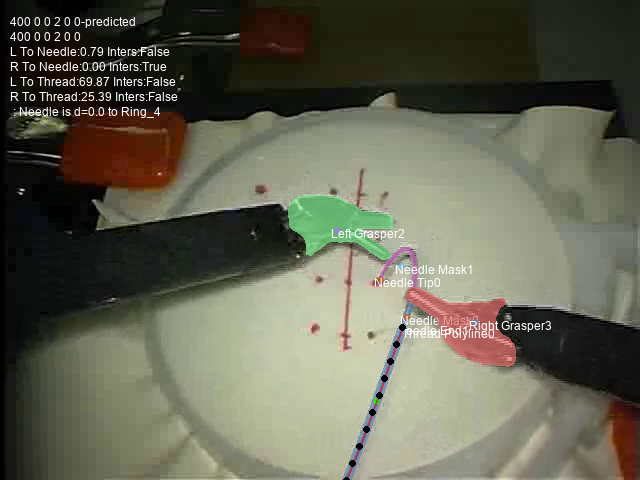 400 0 0 2 0 0-predicted
400 0 0 2 0 0
L To Needle:0.79 Inters:False
R To Needle:0.00 Inters:True
L To Thread:69.87 Inters:False
R To Thread:25.39 Inters:False
: Needle is d=0.0 to Ring_4
Left Grasper2
Needle Mask1
Needle Tip0
Needle Mask
Right Grasper3
Thread Polyline0